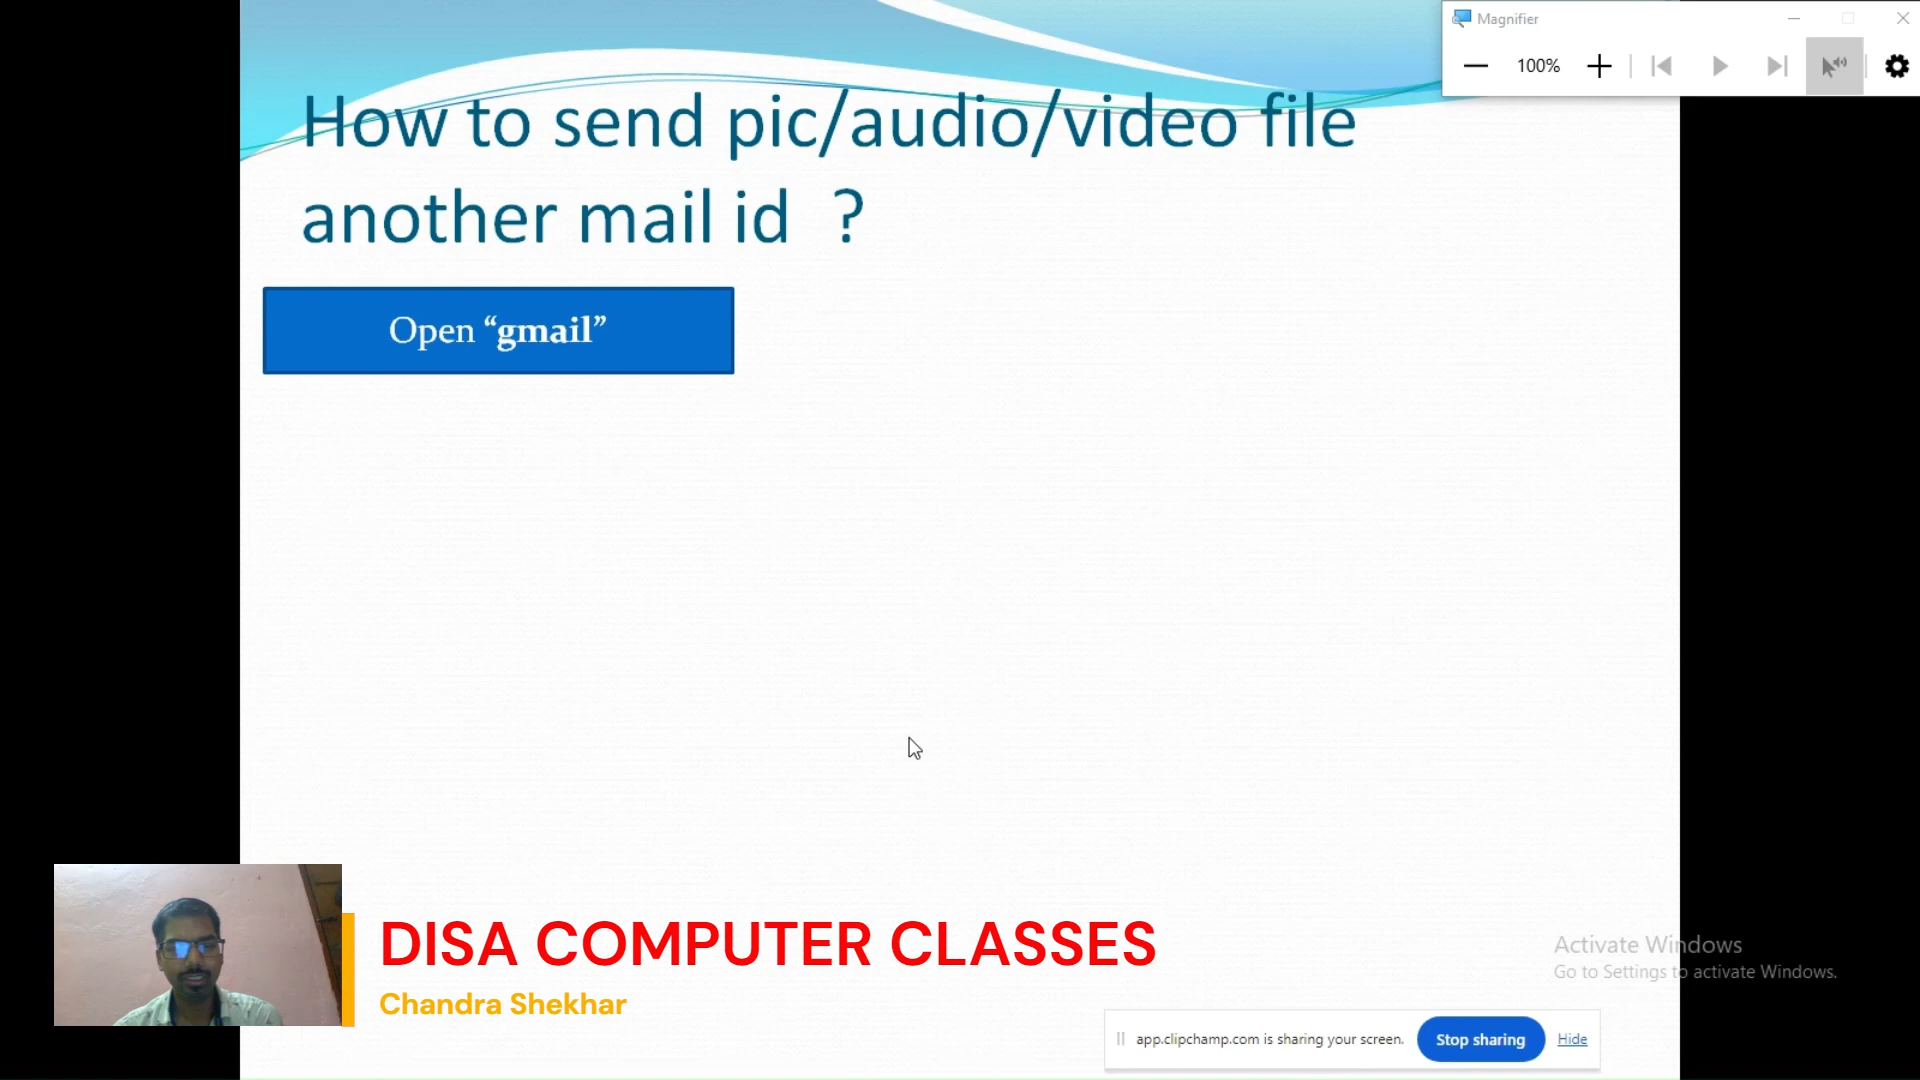 Magnifier
100%
How to send pic/audio/video file
another mail id ?
Open “gmail”
DISA COMPUTER CLASSES
Chandra Shekhar
Activate Windows
Go to Settings to activate Windows.
app.clipchamp.com is sharing your screen.
Stop sharing
Hide